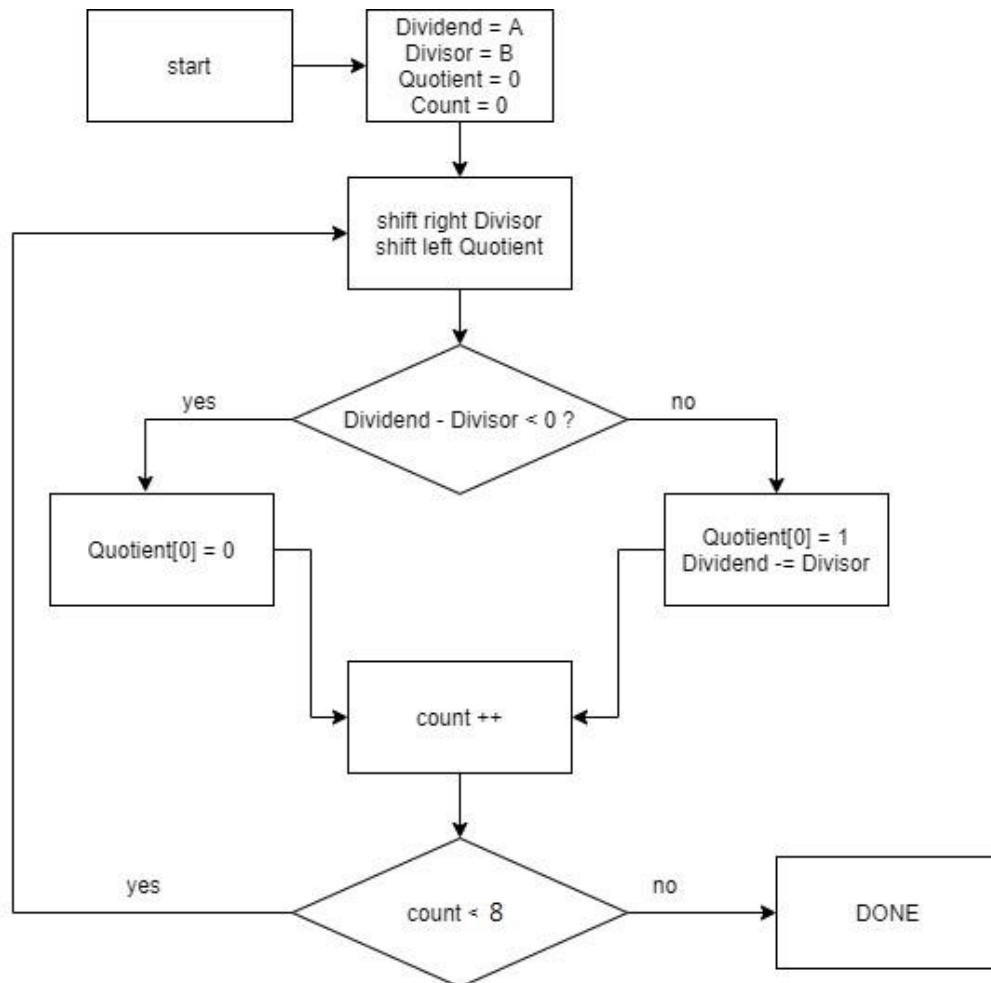 start
Dividend = A
Divisor = B
Quotient = 0
Count = 0
shift right Divisor
shift left Quotient
yes
Dividend - Divisor < 0 ?
no
Quotient[0] = 0
Quotient[0] = 1
Dividend -= Divisor
count ++
yes
count < 8
no
DONE